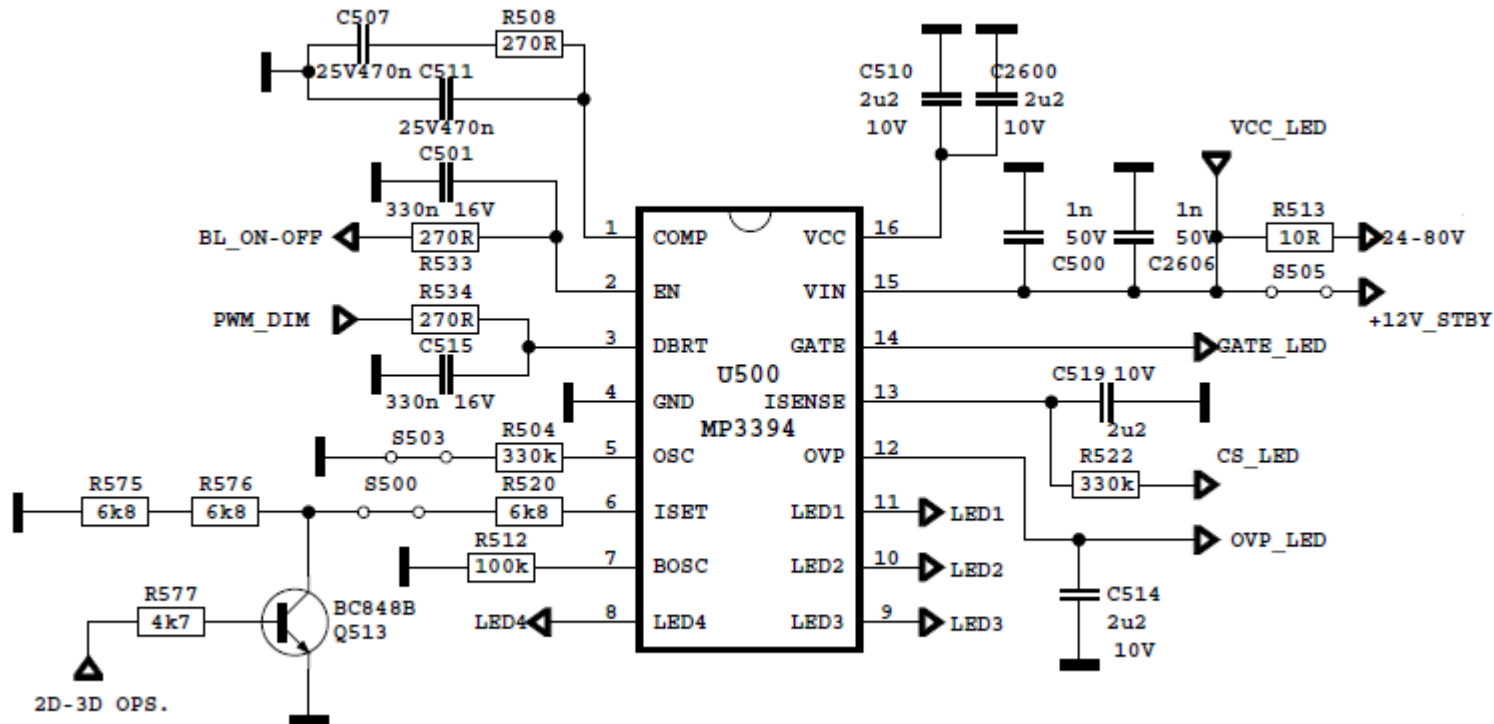 C507
R508
270R
25V470n
C511
25V470n
C501
330n 16V
BL_ON-OFF
270R
R533
R534
PWM_DIM
270R
C515
330n 16V
S503
R504
330k
R575
6k8
R576
6k8
S500
R520
6k8
R512
100k
R577
4k7
BC848B
Q513
LED4
2D-3D OPS.
1
COMP
2
EN
3
DBRT
4
GND
5
OSC
6
ISET
7
BOSC
8
LED4
U500
MP3394
VCC
16
VIN
15
GATE
14
ISENSE
13
OVP
12
LED1
11
LED2
10
LED3
9
C510
2u2
10V
C2600
2u2
10V
VCC_LED
1n
50V
C500
1n
50V
C2606
R513
10R
24-80V
S505
+12V_STBY
GATE_LED
C519 10V
2u2
R522
330k
CS_LED
LED1
OVP_LED
LED2
C514
2u2
10V
LED3